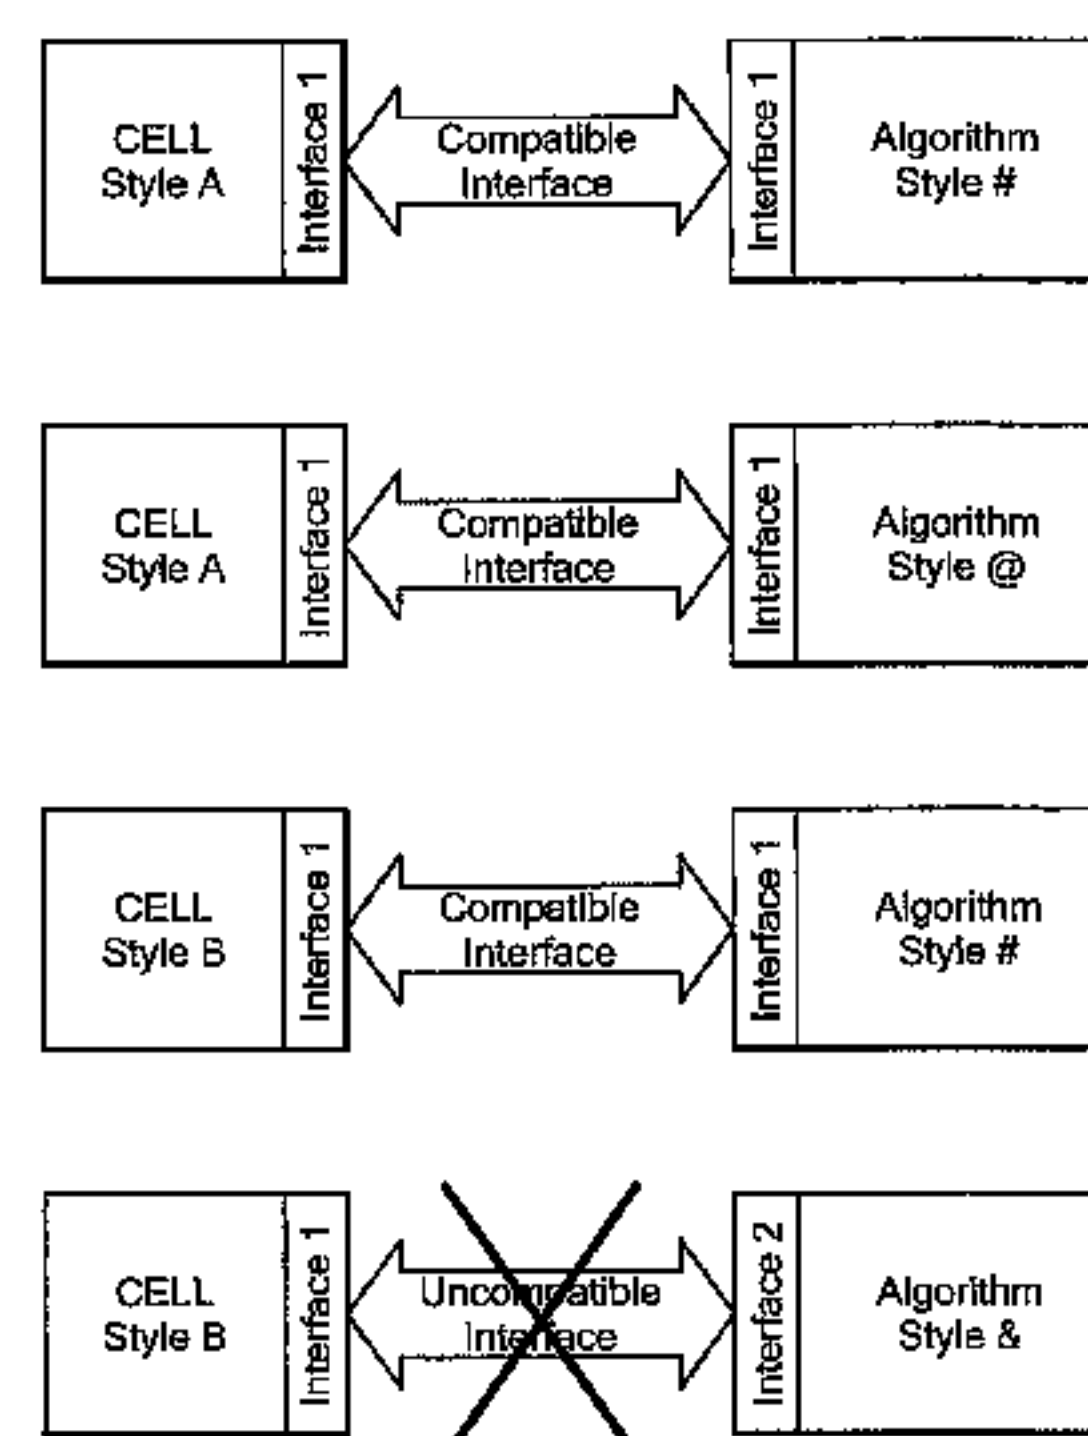 CELL
Style A
Interface 1
Compatible
Interface
Interface 1
Algorithm
Style #
CELL
Style A
Interface 1
Compatible
Interface
Interface 1
Algorithm
Style @
CELL
Style B
Interface 1
Compatible
Interface
Interface 1
Algorithm
Style #
CELL
Style B
Interface 1
Uncompatible
Interface
Interface 2
Algorithm
Style &